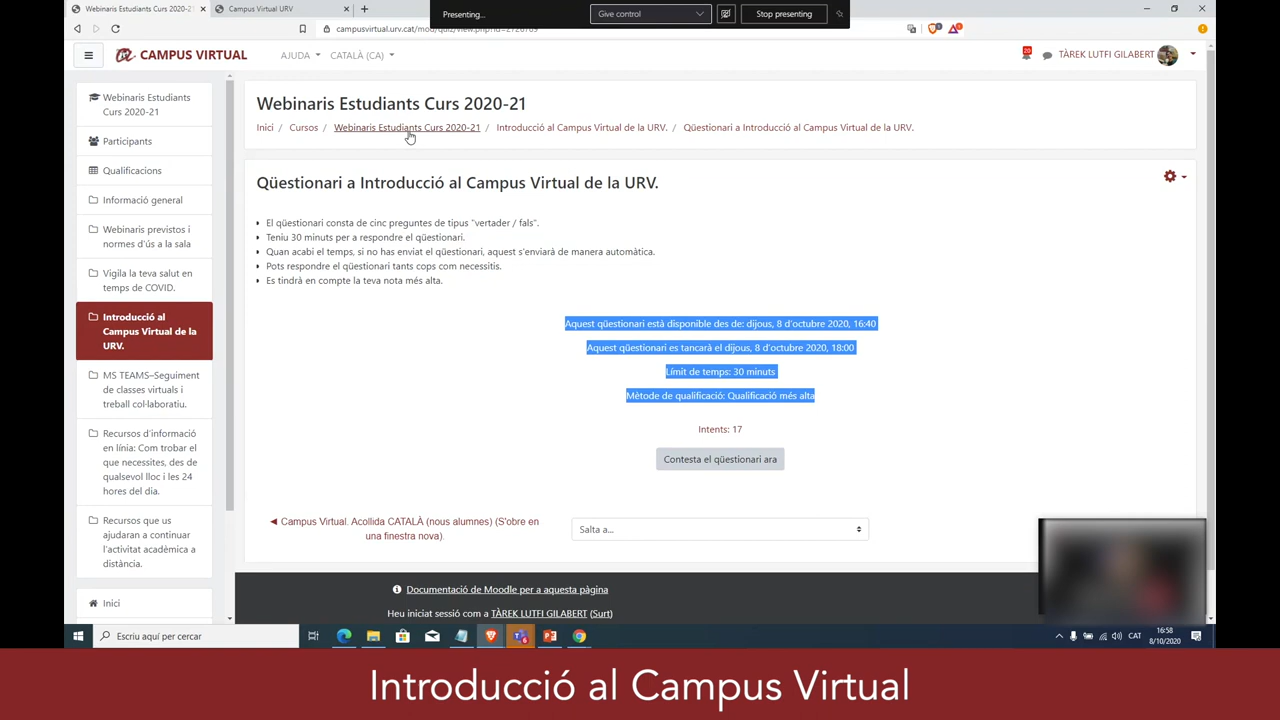 Webinaris Estudiants Curs 2020-21
Campus Virtual URV
Presenting...
Give control
Stop presenting
campusvirtual.urv.cat/mod/quiz/view.php?id=2726769
CAMPUS VIRTUAL
AJUDA
CATALÀ (CA)
20
TÀREK LUTFI GILABERT
Webinaris Estudiants
Curs 2020-21
Participants
Qualificacions
Informació general
Webinaris previstos i
normes d'ús a la sala
Vigila la teva salut en
temps de COVID.
Introducció al
Campus Virtual de la
URV.
MS TEAMS–Seguiment
de classes virtuals i
treball col·laboratiu.
Recursos d'informació
en línia: Com trobar el
que necessites, des de
qualsevol lloc i les 24
hores del dia.
Recursos que us
ajudaran a continuar
l'activitat acadèmica a
distància.
Inici
Webinaris Estudiants Curs 2020-21
Inici / Cursos / Webinaris Estudiants Curs 2020-21 / Introducció al Campus Virtual de la URV. / Qüestionari a Introducció al Campus Virtual de la URV.
Qüestionari a Introducció al Campus Virtual de la URV.
El qüestionari consta de cinc preguntes de tipus "vertader / fals".
Teniu 30 minuts per a respondre el qüestionari.
Quan acabi el temps, si no has enviat el qüestionari, aquest s'enviarà de manera automàtica.
Pots respondre el qüestionari tants cops com necessitis.
Es tindrà en compte la teva nota més alta.
Aquest qüestionari està disponible des de: dijous, 8 d'octubre 2020, 16:40
Aquest qüestionari es tancarà el dijous, 8 d'octubre 2020, 18:00
Límit de temps: 30 minuts
Mètode de qualificació: Qualificació més alta
Intents: 17
Contesta el qüestionari ara
◄ Campus Virtual. Acollida CATALÀ (nous alumnes) (S'obre en
una finestra nova).
Salta a...
Documentació de Moodle per a aquesta pàgina
Heu iniciat sessió com a TÀREK LUTFI GILABERT (Surt)
Escriu aquí per cercar
CAT
16:58
8/10/2020
Introducció al Campus Virtual